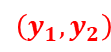 (y₁, y₂)